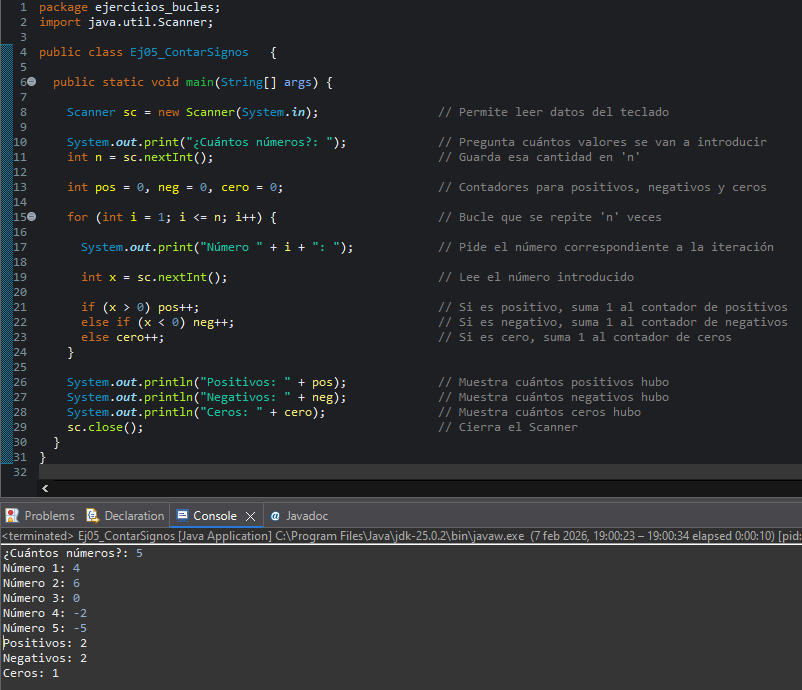 1 package ejercicios_bucles;
2 import java.util.Scanner;
3
4 public class Ej05_ContarSignos {
5
6 public static void main(String[] args) {
7
8 Scanner sc = new Scanner(System.in); // Permite leer datos del teclado
9
10 System.out.print("¿Cuántos números?: "); // Pregunta cuántos valores se van a introducir
11 int n = sc.nextInt(); // Guarda esa cantidad en 'n'
12
13 int pos = 0, neg = 0, cero = 0; // Contadores para positivos, negativos y ceros
14
15 for (int i = 1; i <= n; i++) { // Bucle que se repite 'n' veces
16
17 System.out.print("Número " + i + ": "); // Pide el número correspondiente a la iteración
18
19 int x = sc.nextInt(); // Lee el número introducido
20
21 if (x > 0) pos++; // Si es positivo, suma 1 al contador de positivos
22 else if (x < 0) neg++; // Si es negativo, suma 1 al contador de negativos
23 else cero++; // Si es cero, suma 1 al contador de ceros
24 }
25
26 System.out.println("Positivos: " + pos); // Muestra cuántos positivos hubo
27 System.out.println("Negativos: " + neg); // Muestra cuántos negativos hubo
28 System.out.println("Ceros: " + cero); // Muestra cuántos ceros hubo
29 sc.close(); // Cierra el Scanner
30 }
31 }
32
Problems Declaration Console Javadoc
<terminated> Ej05_ContarSignos [Java Application] C:\Program Files\Java\jdk-25.0.2\bin\javaw.exe (7 feb 2026, 19:00:23 – 19:00:34 elapsed 0:00:10) [pid:
¿Cuántos números?: 5
Número 1: 4
Número 2: 6
Número 3: 0
Número 4: -2
Número 5: -5
Positivos: 2
Negativos: 2
Ceros: 1